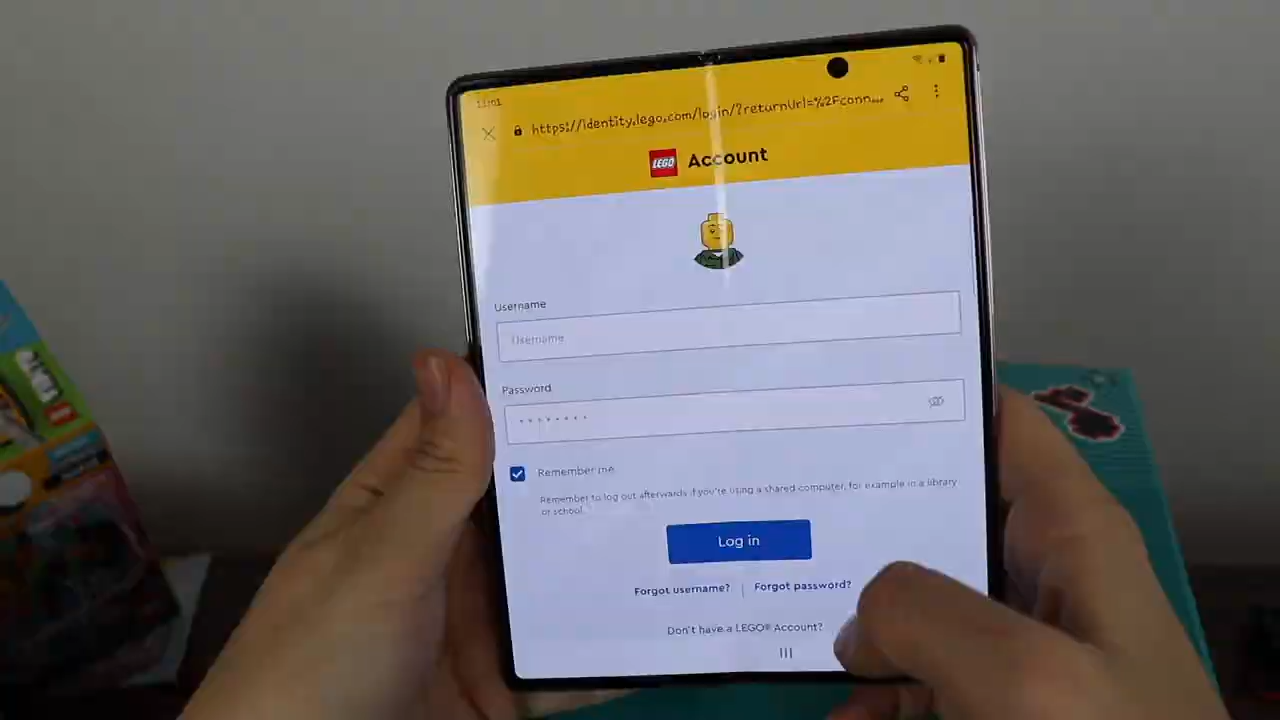 11:01
https://identity.lego.com/login/?returnUrl=%2Fconn...
LEGO Account
Username
Username
Password
Remember me
Remember to log out afterwards if you're using a shared computer, for example in a library
or school.
Log in
Forgot username? | Forgot password?
Don't have a LEGO® Account?